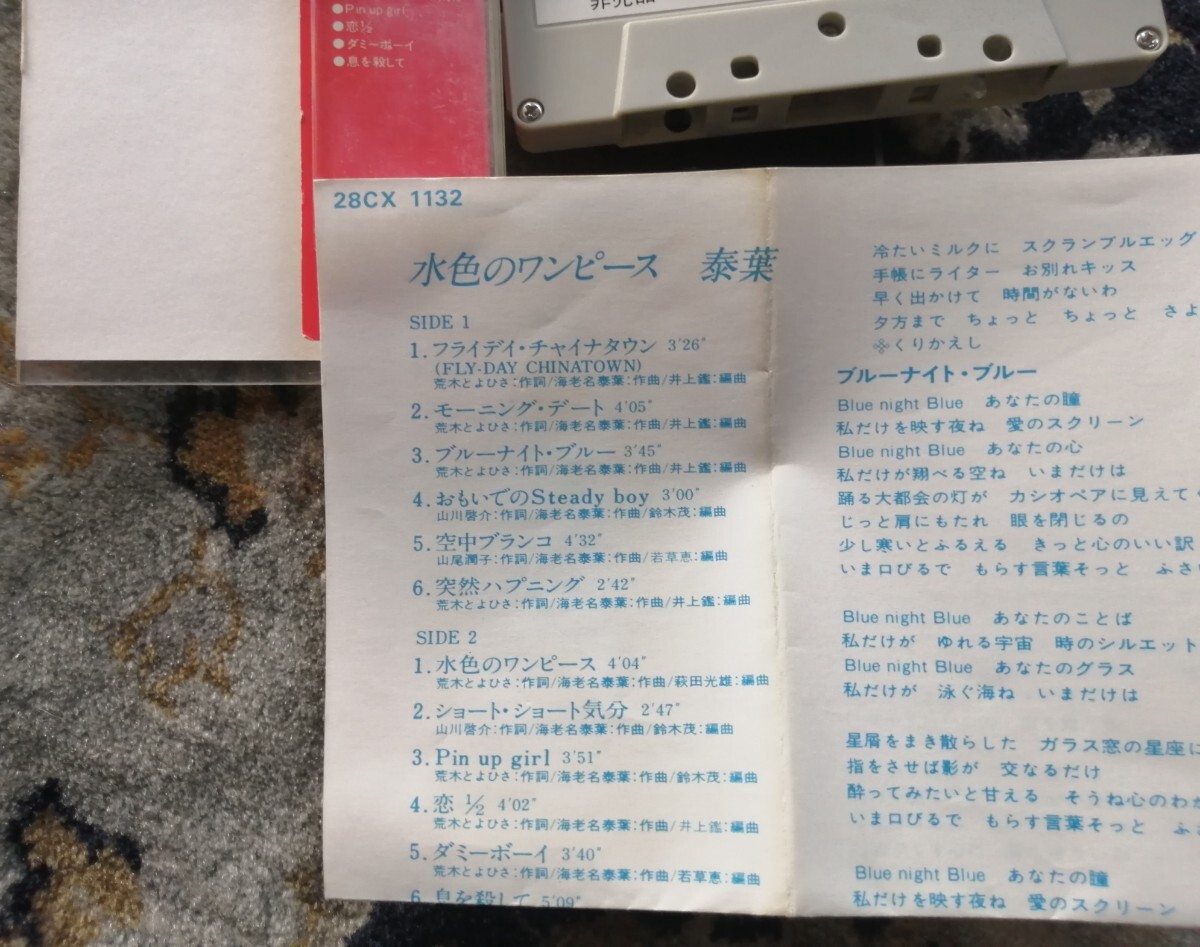 ●Pin up girl
●恋½
●ダミーボーイ
●息を殺して
28CX 1132
水色のワンピース 泰葉
SIDE 1
1.フライデイ・チャイナタウン 3'26"
(FLY-DAY CHINATOWN)
荒木とよひさ:作詞/海老名泰葉:作曲/井上鑑:編曲
2.モーニング・デート 4'05"
荒木とよひさ:作詞/海老名泰葉:作曲/井上鑑:編曲
3.ブルーナイト・ブルー 3'45"
荒木とよひさ:作詞/海老名泰葉:作曲/井上鑑:編曲
4.おもいでのSteady boy 3'00"
山川啓介:作詞/海老名泰葉:作曲/鈴木茂:編曲
5.空中ブランコ 4'32"
山尾潤子:作詞/海老名泰葉:作曲/若草恵:編曲
6.突然ハプニング 2'42"
荒木とよひさ:作詞/海老名泰葉:作曲/井上鑑:編曲
SIDE 2
1.水色のワンピース 4'04"
荒木とよひさ:作詞/海老名泰葉:作曲/萩田光雄:編曲
2.ショート・ショート気分 2'47"
山川啓介:作詞/海老名泰葉:作曲/鈴木茂:編曲
3.Pin up girl 3'51"
荒木とよひさ:作詞/海老名泰葉:作曲/鈴木茂:編曲
4.恋 ½ 4'02"
荒木とよひさ:作詞/海老名泰葉:作曲/井上鑑:編曲
5.ダミーボーイ 3'40"
荒木とよひさ:作詞/海老名泰葉:作曲/若草恵:編曲
6.息を殺して 5'09"
冷たいミルクに スクランブルエッグ
手帳にライター お別れキッス
早く出かけて 時間がないわ
夕方まで ちょっと ちょっと さよ
※くりかえし
ブルーナイト・ブルー
Blue night Blue あなたの瞳
私だけを映す夜ね 愛のスクリーン
Blue night Blue あなたの心
私だけが翔べる空ね いまだけは
踊る大都会の灯が カシオペアに見えて
じっと肩にもたれ 眼を閉じるの
少し寒いとふるえる きっと心のいい訳
いま口びるで もらす言葉そっと ふさ
Blue night Blue あなたのことば
私だけが ゆれる宇宙 時のシルエット
Blue night Blue あなたのグラス
私だけが 泳ぐ海ね いまだけは
星屑をまき散らした ガラス窓の星座に
指をさせば影が 交なるだけ
酔ってみたいと甘える そうね心のわ
いま口びるで もらす言葉そっと ふ
Blue night Blue あなたの瞳
私だけを映す夜ね 愛のスクリーン